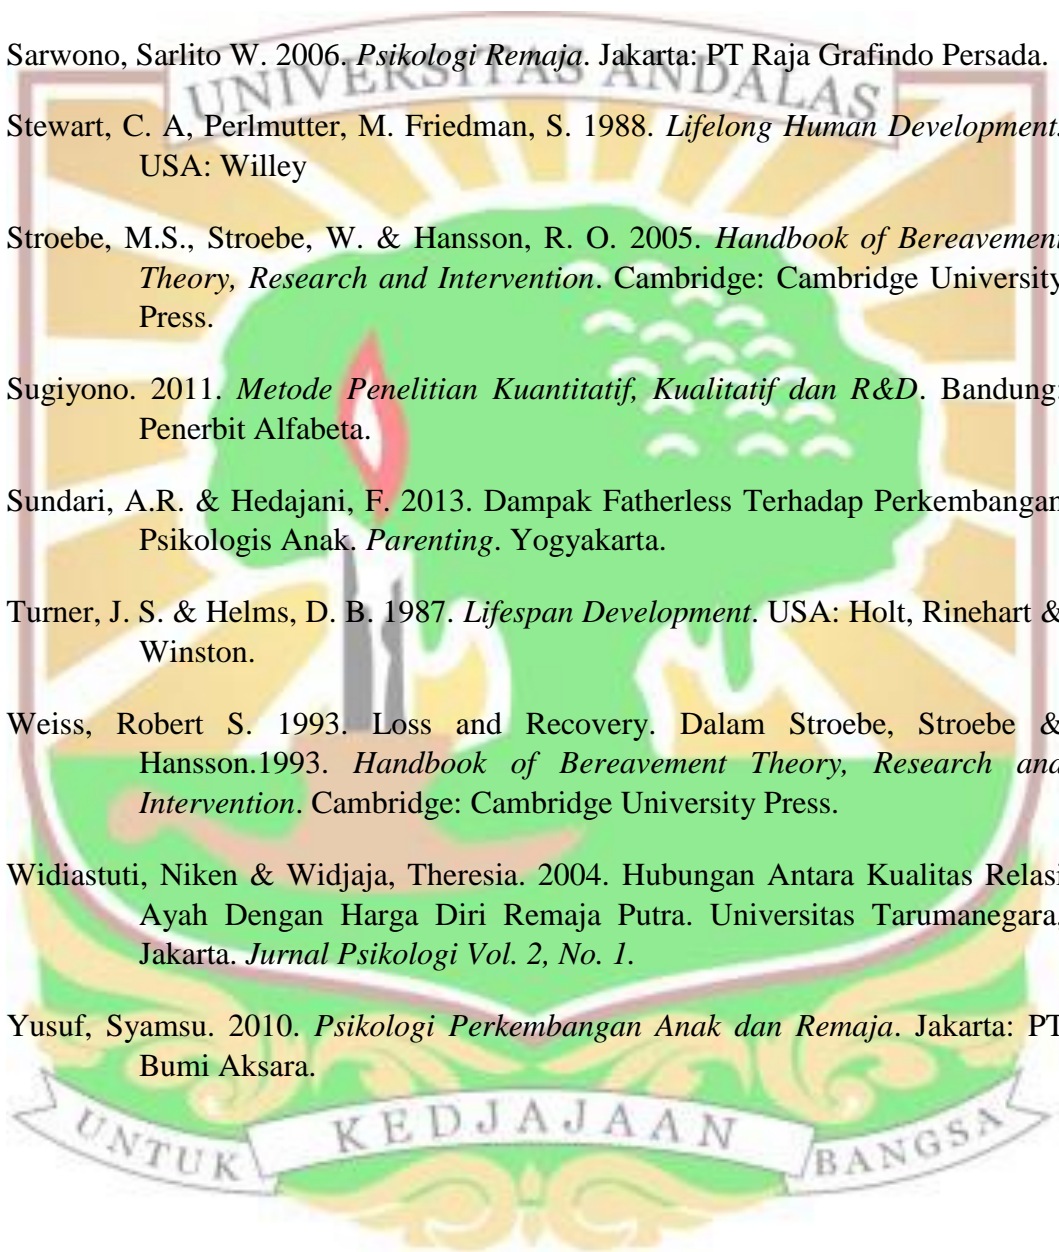 Sarwono, Sarlito W. 2006. Psikologi Remaja. Jakarta: PT Raja Grafindo Persada.
UNIVERSITAS ANDALAS
Stewart, C. A, Perlmutter, M. Friedman, S. 1988. Lifelong Human Development.
USA: Willey
Stroebe, M.S., Stroebe, W. & Hansson, R. O. 2005. Handbook of Bereavement
Theory, Research and Intervention. Cambridge: Cambridge University
Press.
Sugiyono. 2011. Metode Penelitian Kuantitatif, Kualitatif dan R&D. Bandung:
Penerbit Alfabeta.
Sundari, A.R. & Hedajani, F. 2013. Dampak Fatherless Terhadap Perkembangan
Psikologis Anak. Parenting. Yogyakarta.
Turner, J. S. & Helms, D. B. 1987. Lifespan Development. USA: Holt, Rinehart &
Winston.
Weiss, Robert S. 1993. Loss and Recovery. Dalam Stroebe, Stroebe &
Hansson.1993. Handbook of Bereavement Theory, Research and
Intervention. Cambridge: Cambridge University Press.
Widiastuti, Niken & Widjaja, Theresia. 2004. Hubungan Antara Kualitas Relasi
Ayah Dengan Harga Diri Remaja Putra. Universitas Tarumanegara,
Jakarta. Jurnal Psikologi Vol. 2, No. 1.
Yusuf, Syamsu. 2010. Psikologi Perkembangan Anak dan Remaja. Jakarta: PT
Bumi Aksara.
UNTUK KEDJAJAAN BANGSA